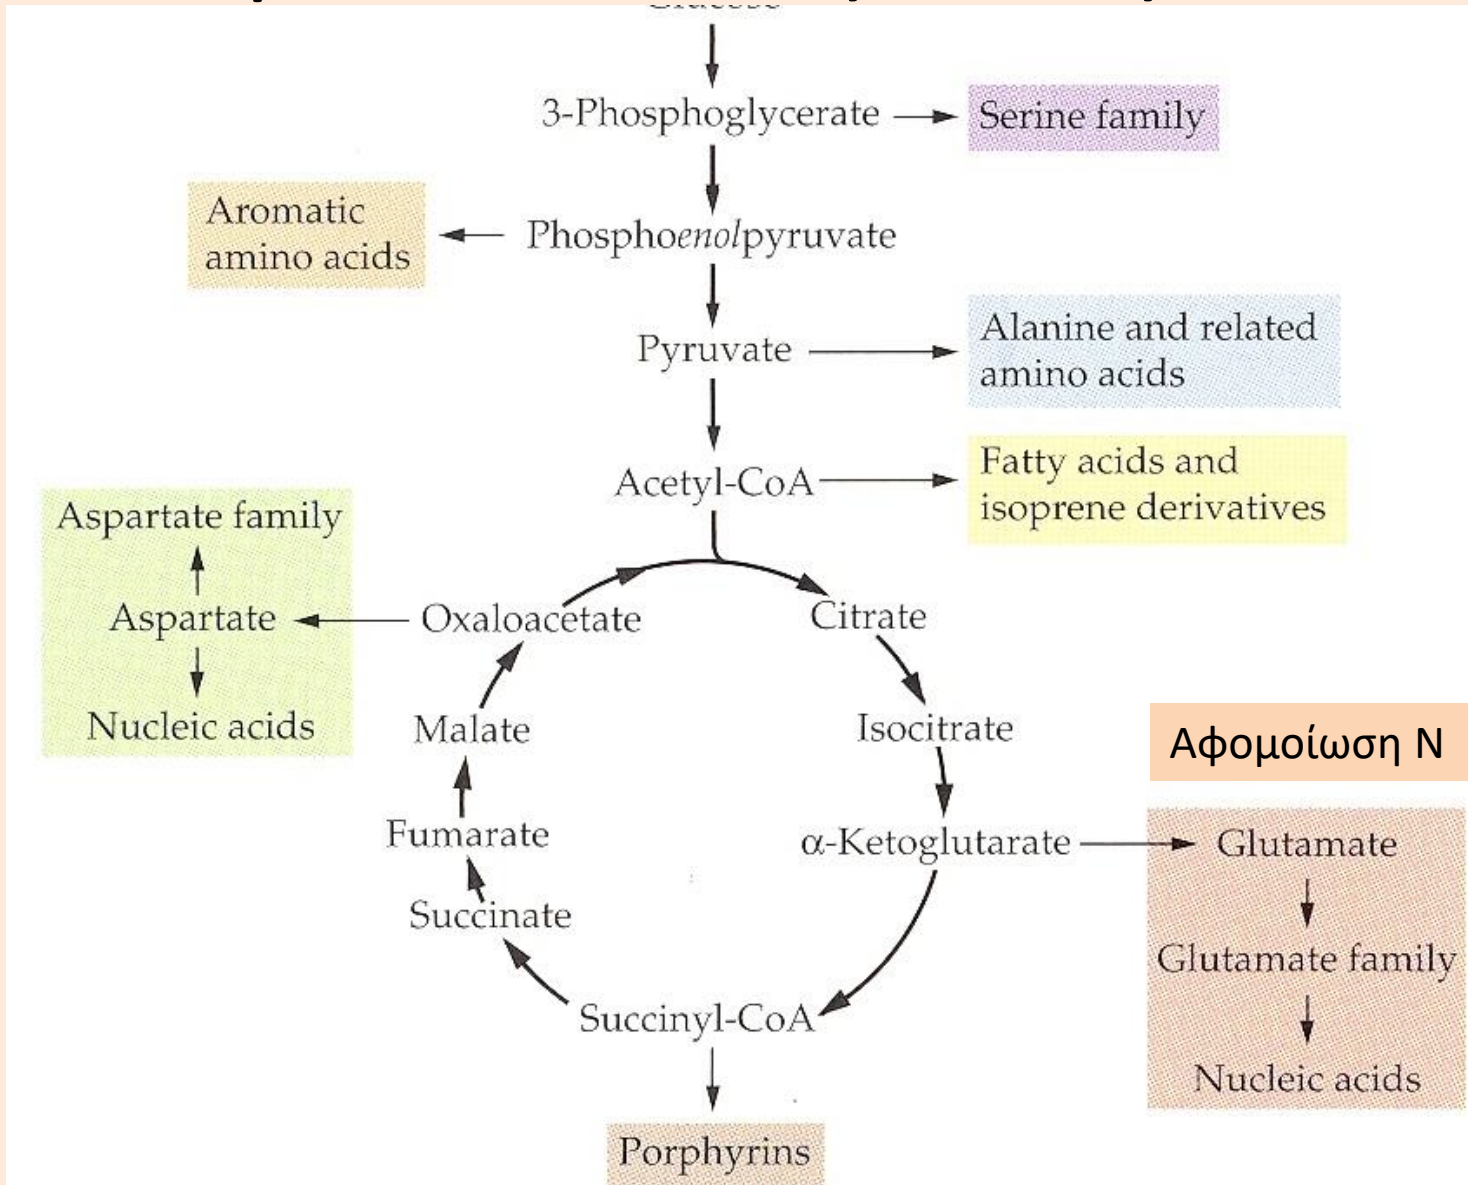 3-Phosphoglycerate
Serine family
Aromatic
amino acids
Phosphoenolpyruvate
Pyruvate
Alanine and related
amino acids
Acetyl-CoA
Fatty acids and
isoprene derivatives
Aspartate family
Aspartate
Nucleic acids
Oxaloacetate
Citrate
Malate
Isocitrate
Αφομοίωση Ν
Fumarate
α-Ketoglutarate
Glutamate
Succinate
Glutamate family
Succinyl-CoA
Nucleic acids
Porphyrins